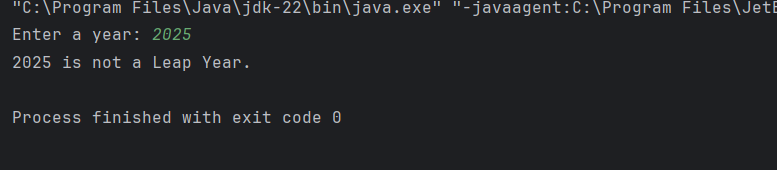 "C:\Program Files\Java\jdk-22\bin\java.exe" "-javaagent:C:\Program Files\JetB
Enter a year: 2025
2025 is not a Leap Year.
Process finished with exit code 0